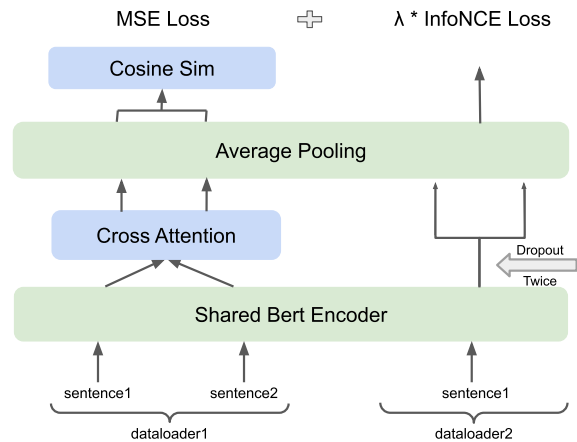 MSE Loss
λ * InfoNCE Loss
Cosine Sim
Average Pooling
Cross Attention
Dropout
Twice
Shared Bert Encoder
sentence1
sentence2
sentence1
dataloader1
dataloader2